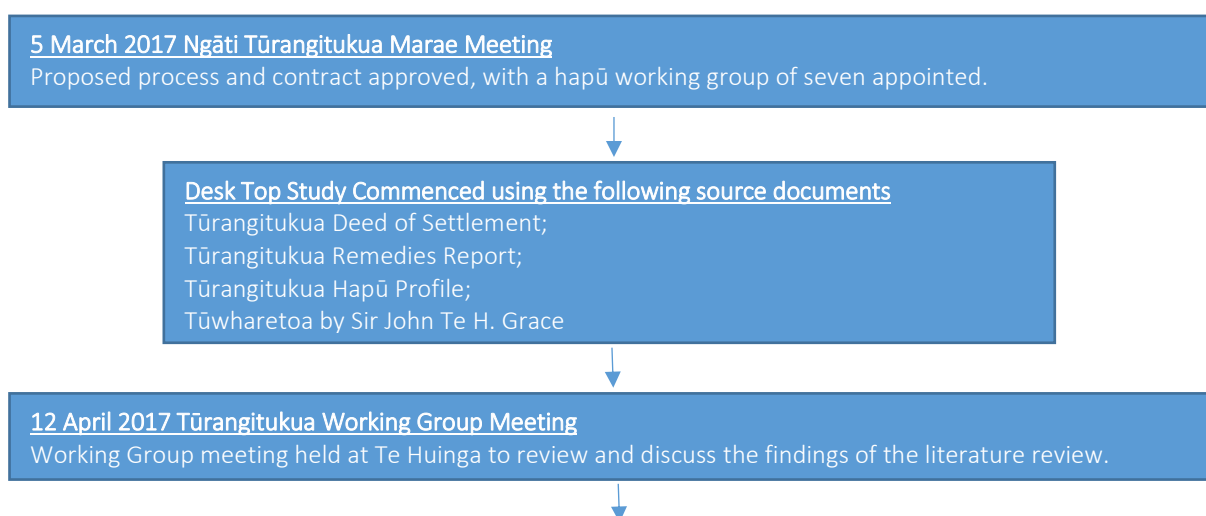 5 March 2017 Ngāti Tūrangitukua Marae Meeting
Proposed process and contract approved, with a hapū working group of seven appointed.
Desk Top Study Commenced using the following source documents
Tūrangitukua Deed of Settlement;
Tūrangitukua Remedies Report;
Tūrangitukua Hapū Profile;
Tūwharetoa by Sir John Te H. Grace
12 April 2017 Tūrangitukua Working Group Meeting
Working Group meeting held at Te Huinga to review and discuss the findings of the literature review.